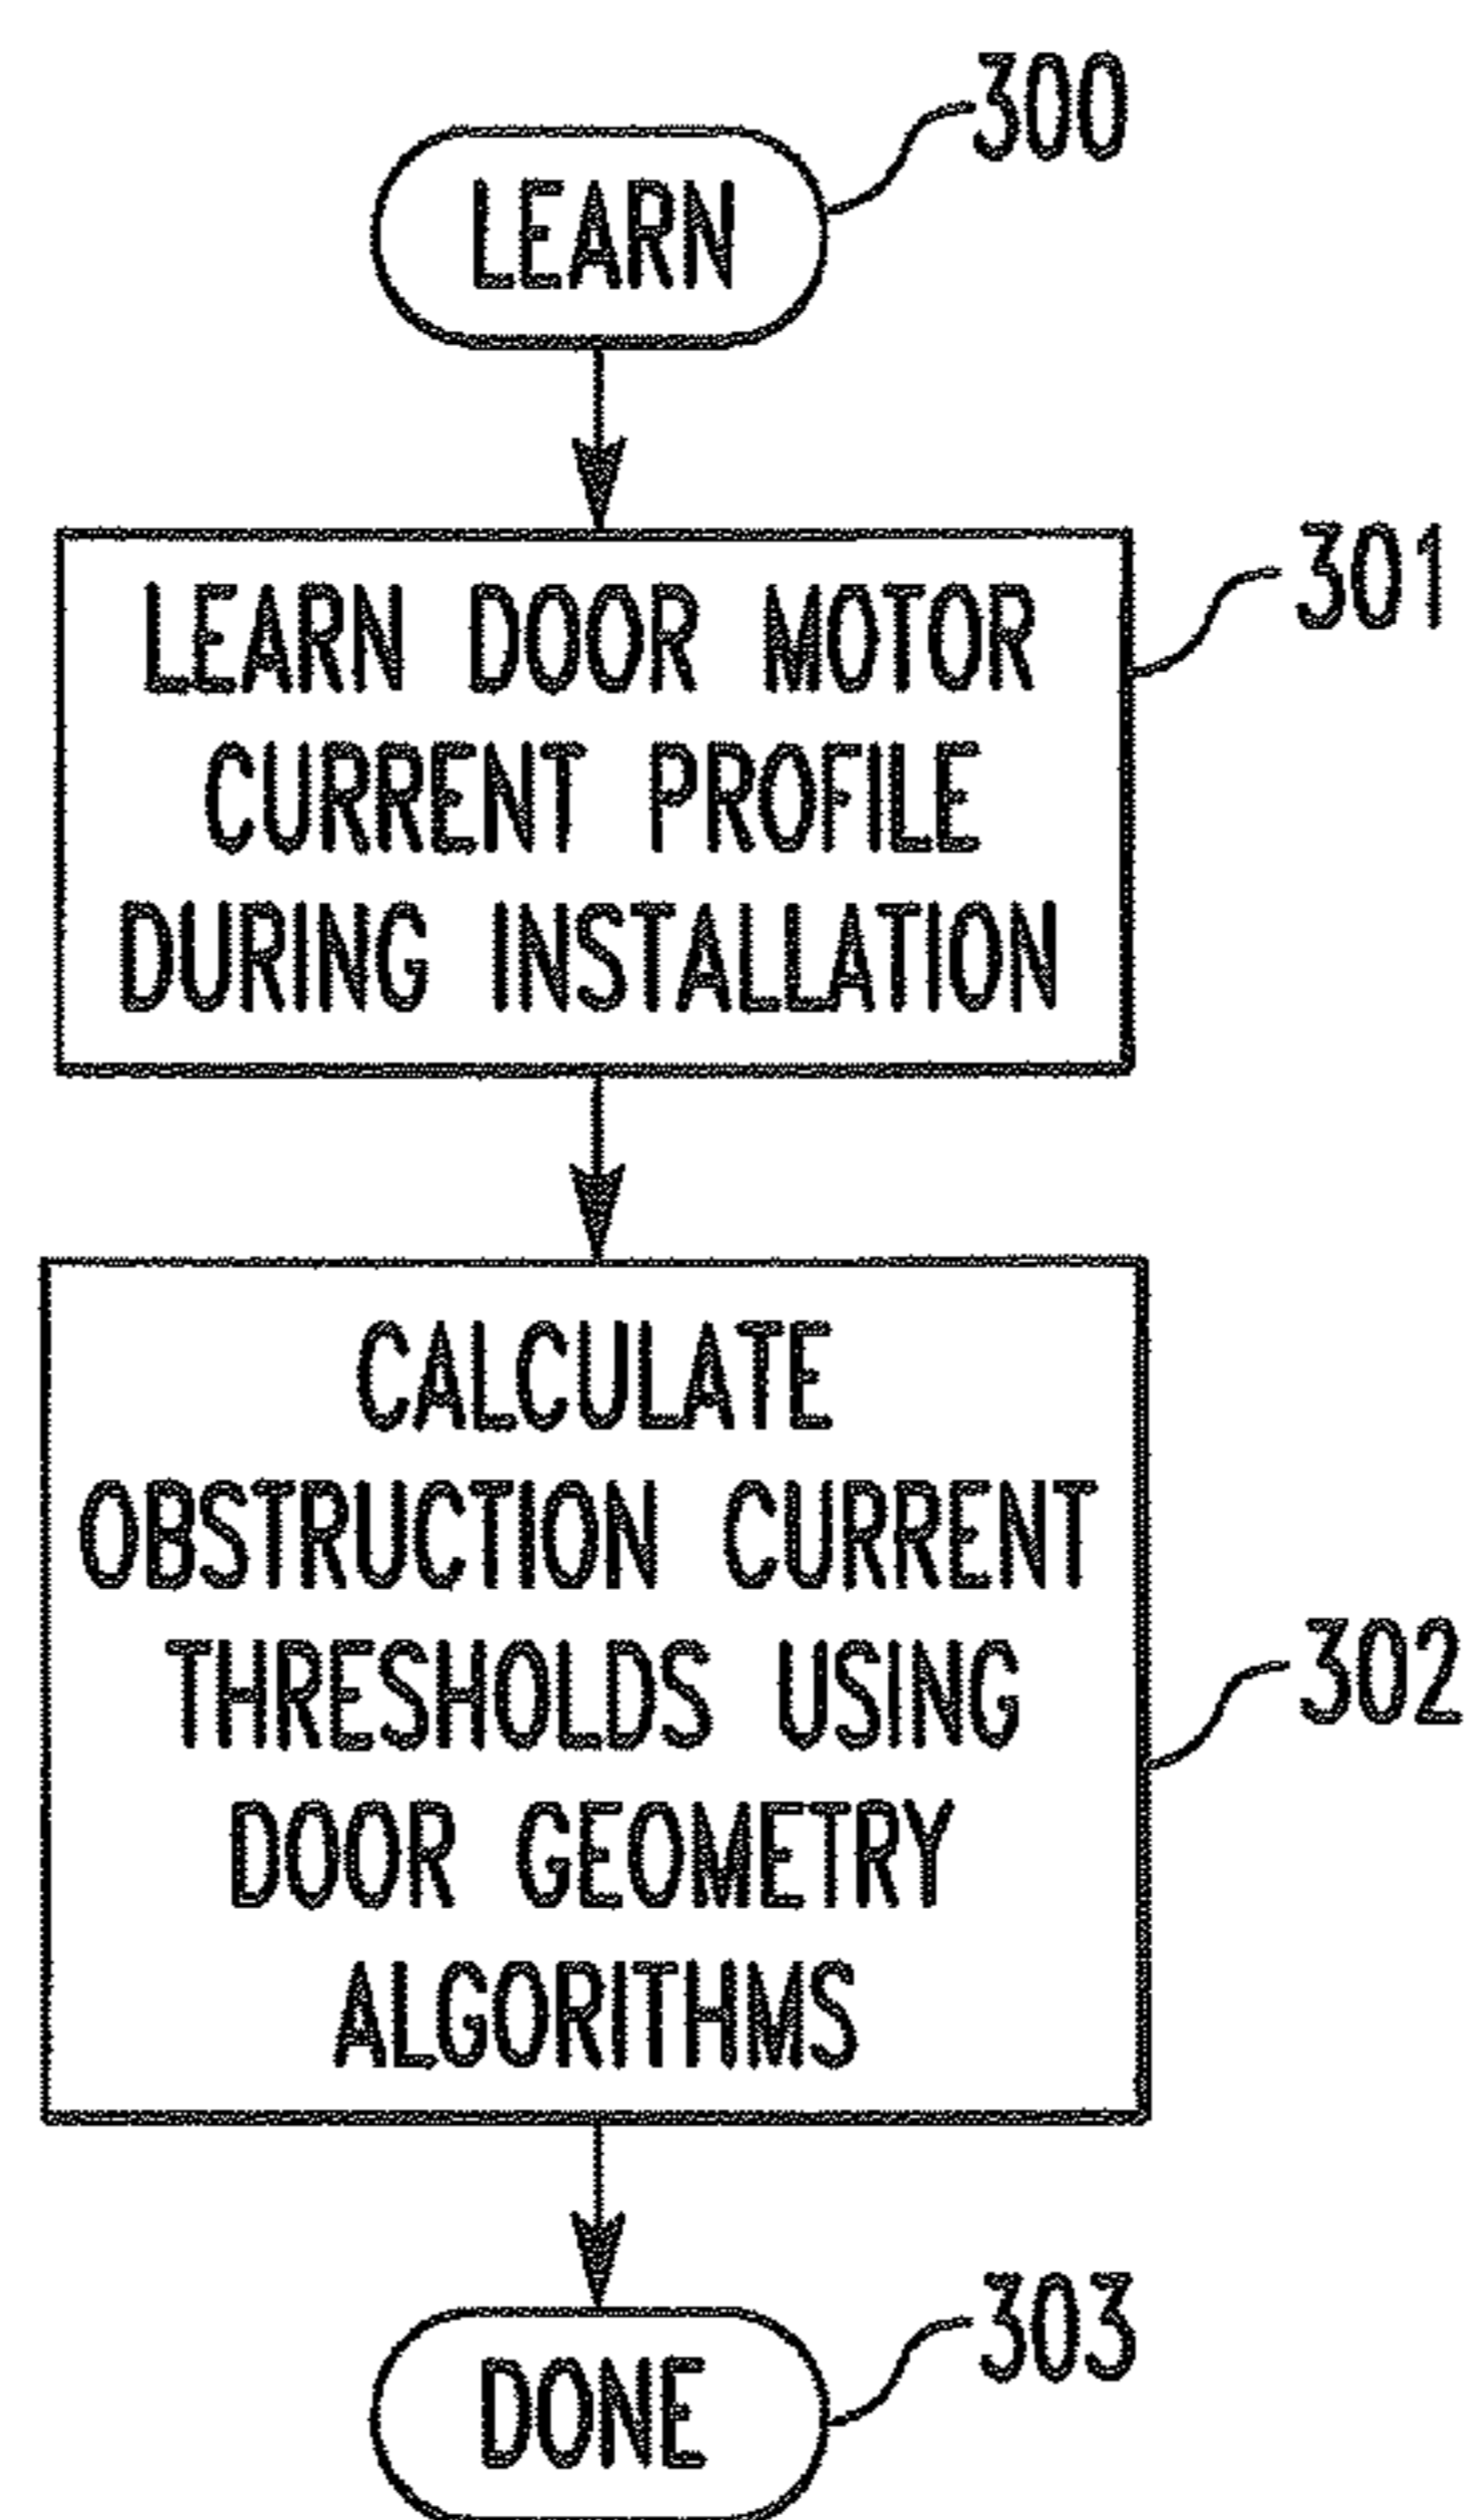 300
LEARN
301
LEARN DOOR MOTOR
CURRENT PROFILE
DURING INSTALLATION
CALCULATE
OBSTRUCTION CURRENT
THRESHOLDS USING
DOOR GEOMETRY
ALGORITHMS
302
303
DONE